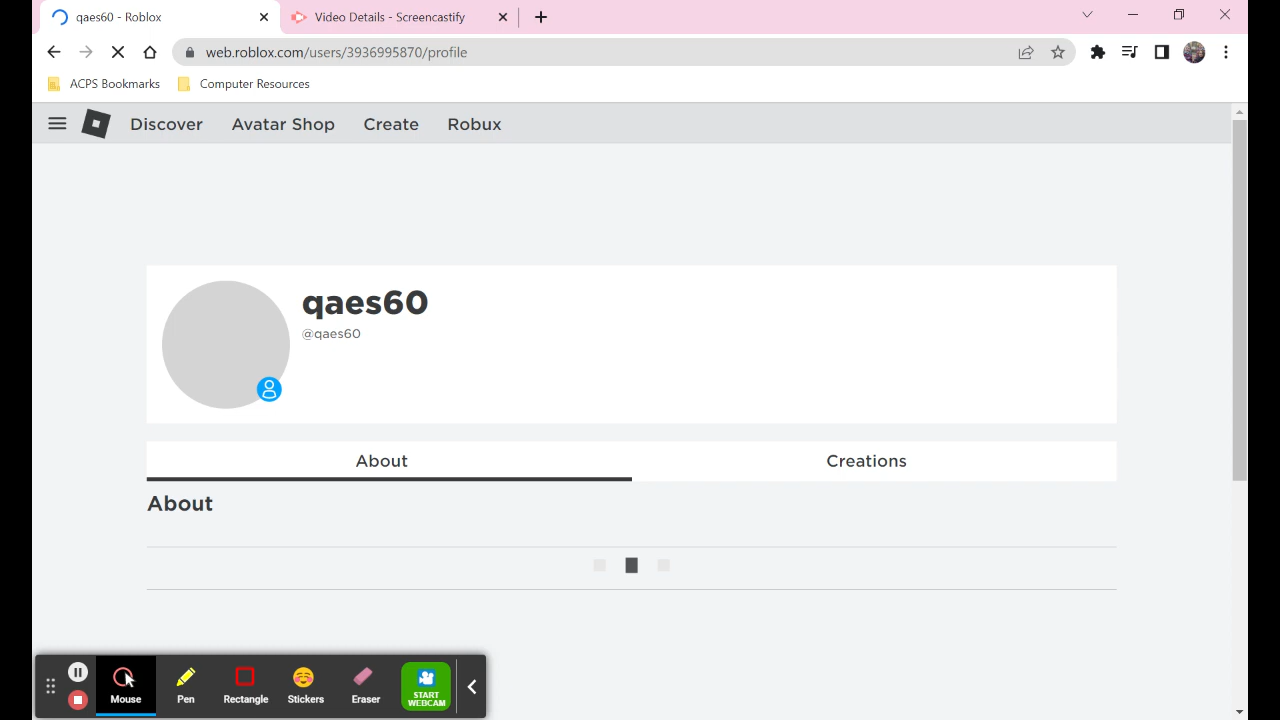 qaes60 - Roblox
Video Details - Screencastify
web.roblox.com/users/3936995870/profile
ACPS Bookmarks
Computer Resources
Discover
Avatar Shop
Create
Robux
qaes60
@qaes60
About
Creations
About
Mouse
Pen
Rectangle
Stickers
Eraser
START
WEBCAM